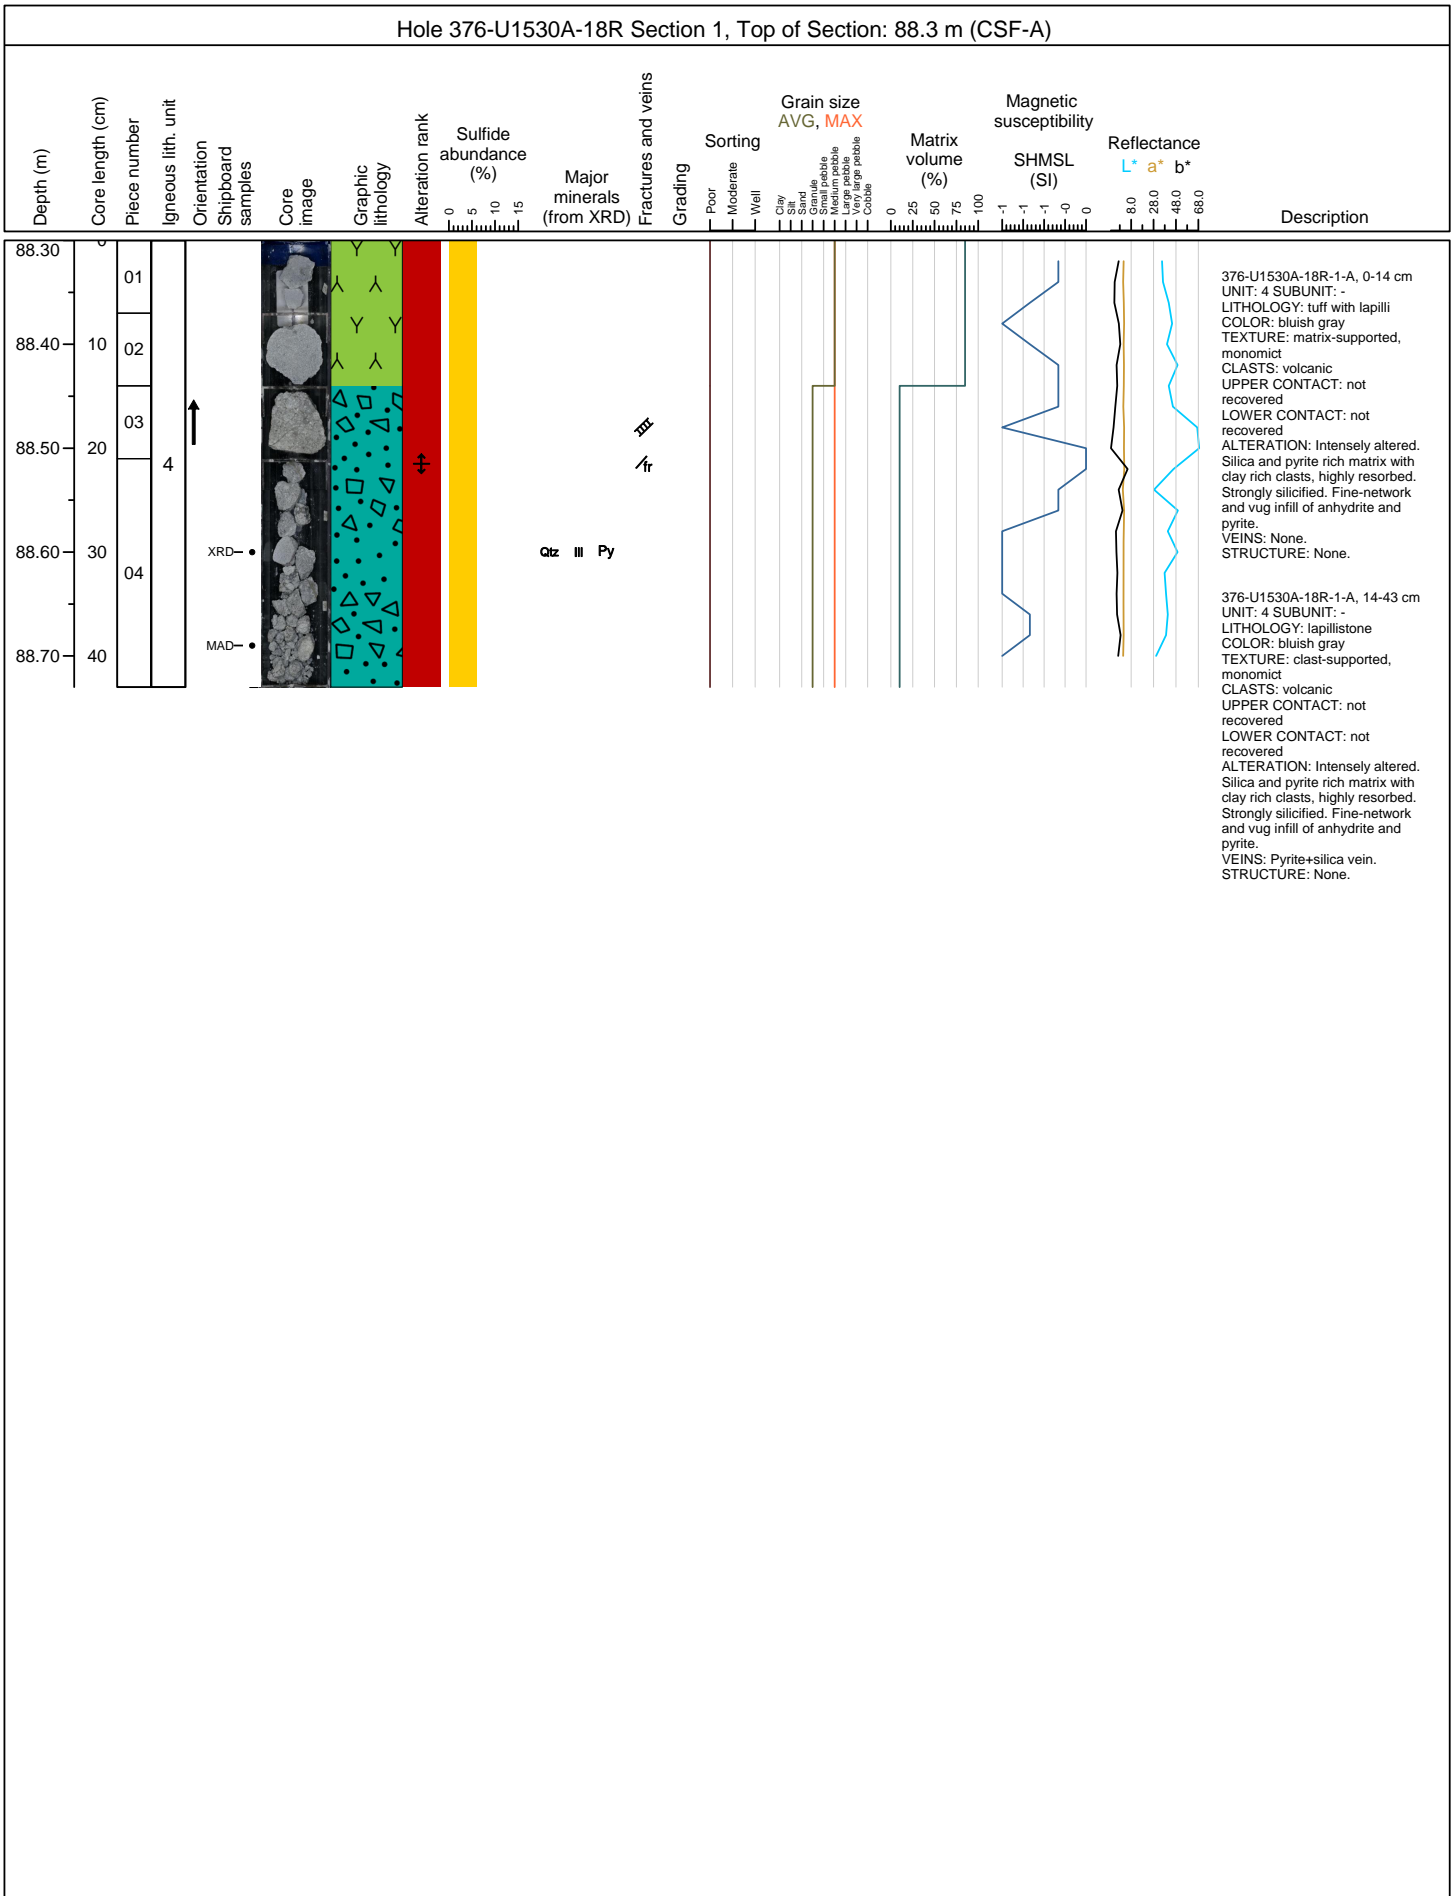 Hole 376-U1530A-18R Section 1, Top of Section: 88.3 m (CSF-A)
Depth (m)
Core length (cm)
Piece number
Igneous lith. unit
Orientation
Shipboard
samples
Core
image
Graphic
lithology
Alteration rank
Sulfide
abundance
(%)
0
5
10
15
Major
minerals
(from XRD)
Fractures and veins
Grading
Sorting
Poor
Moderate
Well
Grain size
AVG, MAX
Clay
Silt
Sand
Granule
Small pebble
Medium pebble
Large pebble
Very large pebble
Cobble
Matrix
volume
(%)
0
25
50
75
100
Magnetic
susceptibility
SHMSL
(SI)
-1
-1
-1
-0
0
Reflectance
L* a* b*
8.0
28.0
48.0
68.0
Description
88.30
88.40
88.50
88.60
88.70
0
10
20
30
40
01
02
03
04
4
XRD
MAD
Qtz Ill Py
fr
376-U1530A-18R-1-A, 0-14 cm
UNIT: 4 SUBUNIT: -
LITHOLOGY: tuff with lapilli
COLOR: bluish gray
TEXTURE: matrix-supported,
monomict
CLASTS: volcanic
UPPER CONTACT: not
recovered
LOWER CONTACT: not
recovered
ALTERATION: Intensely altered.
Silica and pyrite rich matrix with
clay rich clasts, highly resorbed.
Strongly silicified. Fine-network
and vug infill of anhydrite and
pyrite.
VEINS: None.
STRUCTURE: None.
376-U1530A-18R-1-A, 14-43 cm
UNIT: 4 SUBUNIT: -
LITHOLOGY: lapillistone
COLOR: bluish gray
TEXTURE: clast-supported,
monomict
CLASTS: volcanic
UPPER CONTACT: not
recovered
LOWER CONTACT: not
recovered
ALTERATION: Intensely altered.
Silica and pyrite rich matrix with
clay rich clasts, highly resorbed.
Strongly silicified. Fine-network
and vug infill of anhydrite and
pyrite.
VEINS: Pyrite+silica vein.
STRUCTURE: None.